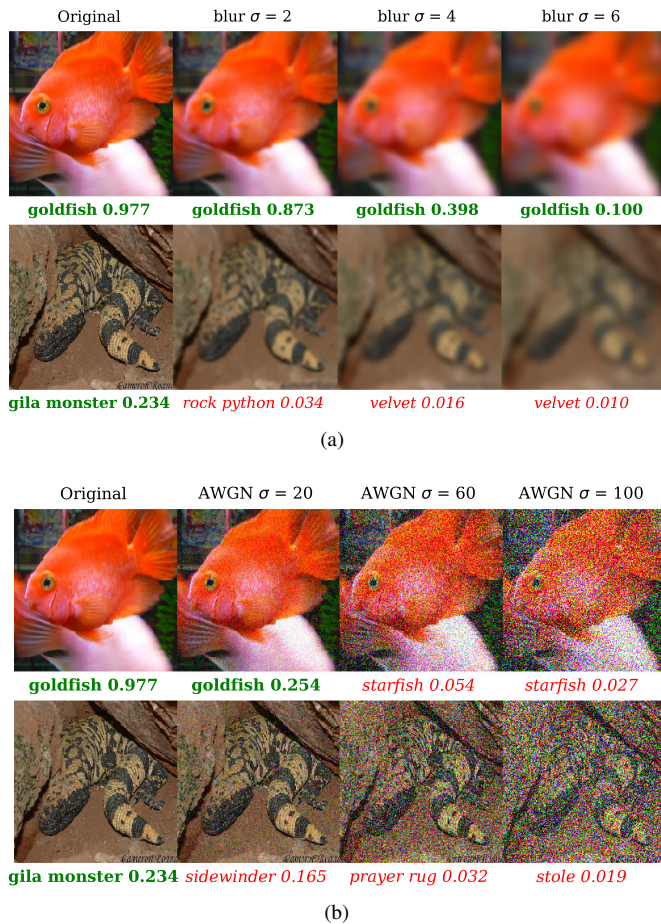 Original blur σ = 2 blur σ = 4 blur σ = 6
goldfish 0.977 goldfish 0.873 goldfish 0.398 goldfish 0.100
Cameron
gila monster 0.234 rock python 0.034 velvet 0.016 velvet 0.010
(a)
Original AWGN σ = 20 AWGN σ = 60 AWGN σ = 100
goldfish 0.977 goldfish 0.254 starfish 0.054 starfish 0.027
Cameron
gila monster 0.234 sidewinder 0.165 prayer rug 0.032 stole 0.019
(b)